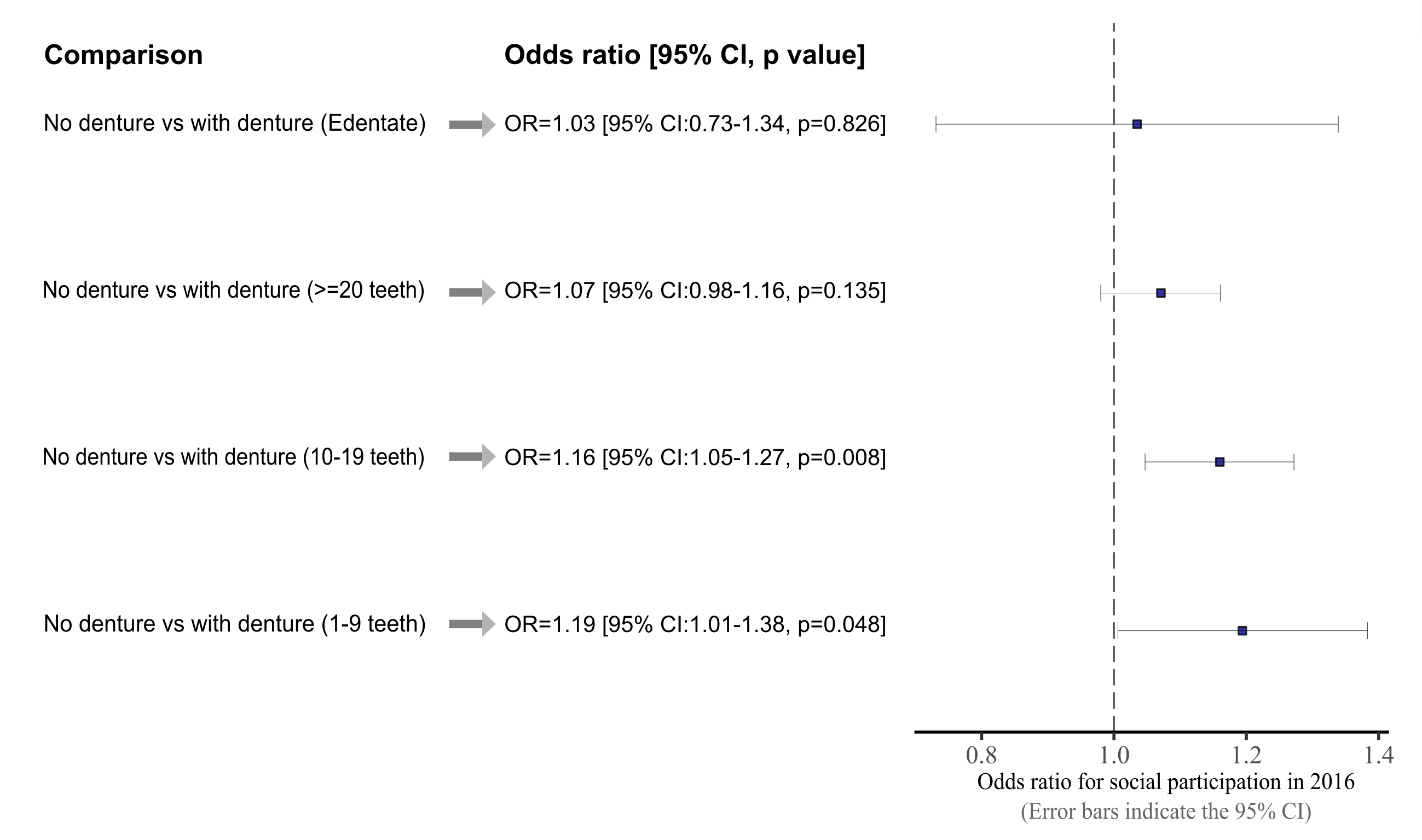 Comparison
Odds ratio [95% CI, p value]
No denture vs with denture (Edentate)
OR=1.03 [95% CI:0.73-1.34, p=0.826]
No denture vs with denture (>=20 teeth)
OR=1.07 [95% CI:0.98-1.16, p=0.135]
No denture vs with denture (10-19 teeth)
OR=1.16 [95% CI:1.05-1.27, p=0.008]
No denture vs with denture (1-9 teeth)
OR=1.19 [95% CI:1.01-1.38, p=0.048]
0.8 1.0 1.2 1.4
Odds ratio for social participation in 2016
(Error bars indicate the 95% CI)